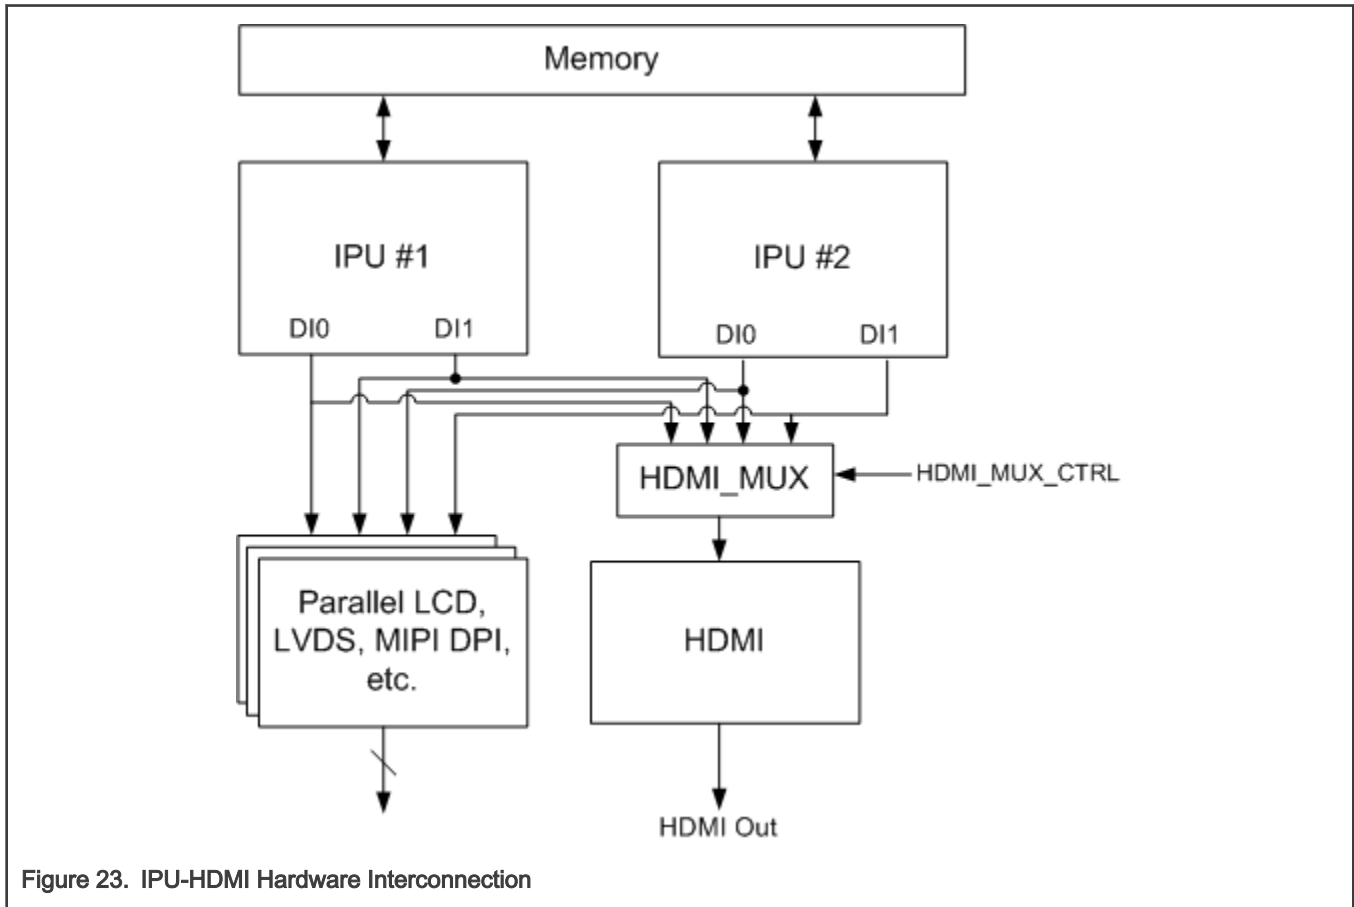 Memory
IPU #1
IPU #2
DI0
DI1
DI0
DI1
HDMI_MUX
HDMI_MUX_CTRL
Parallel LCD,
LVDS, MIPI DPI,
etc.
HDMI
HDMI Out
Figure 23. IPU-HDMI Hardware Interconnection